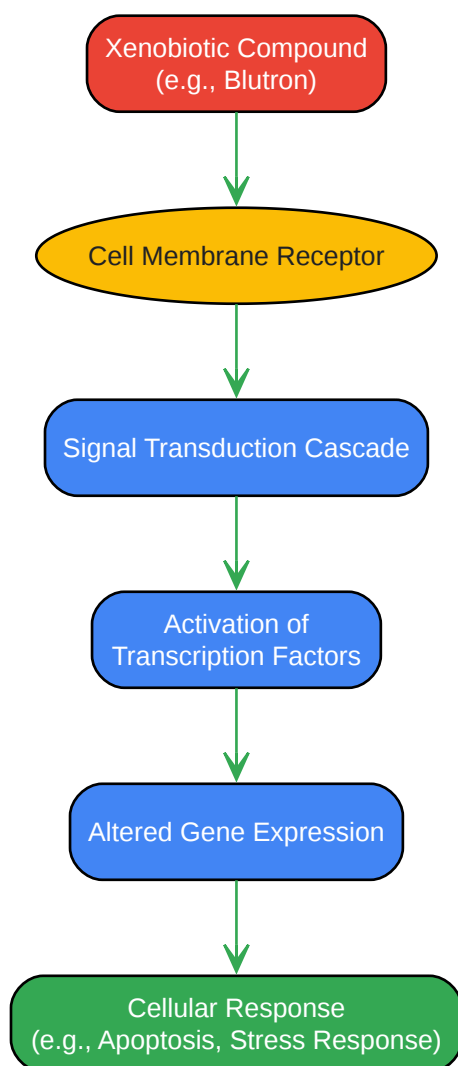 Xenobiotic Compound
(e.g., Blutron)
Cell Membrane Receptor
Signal Transduction Cascade
Activation of
Transcription Factors
Altered Gene Expression
Cellular Response
(e.g., Apoptosis, Stress Response)